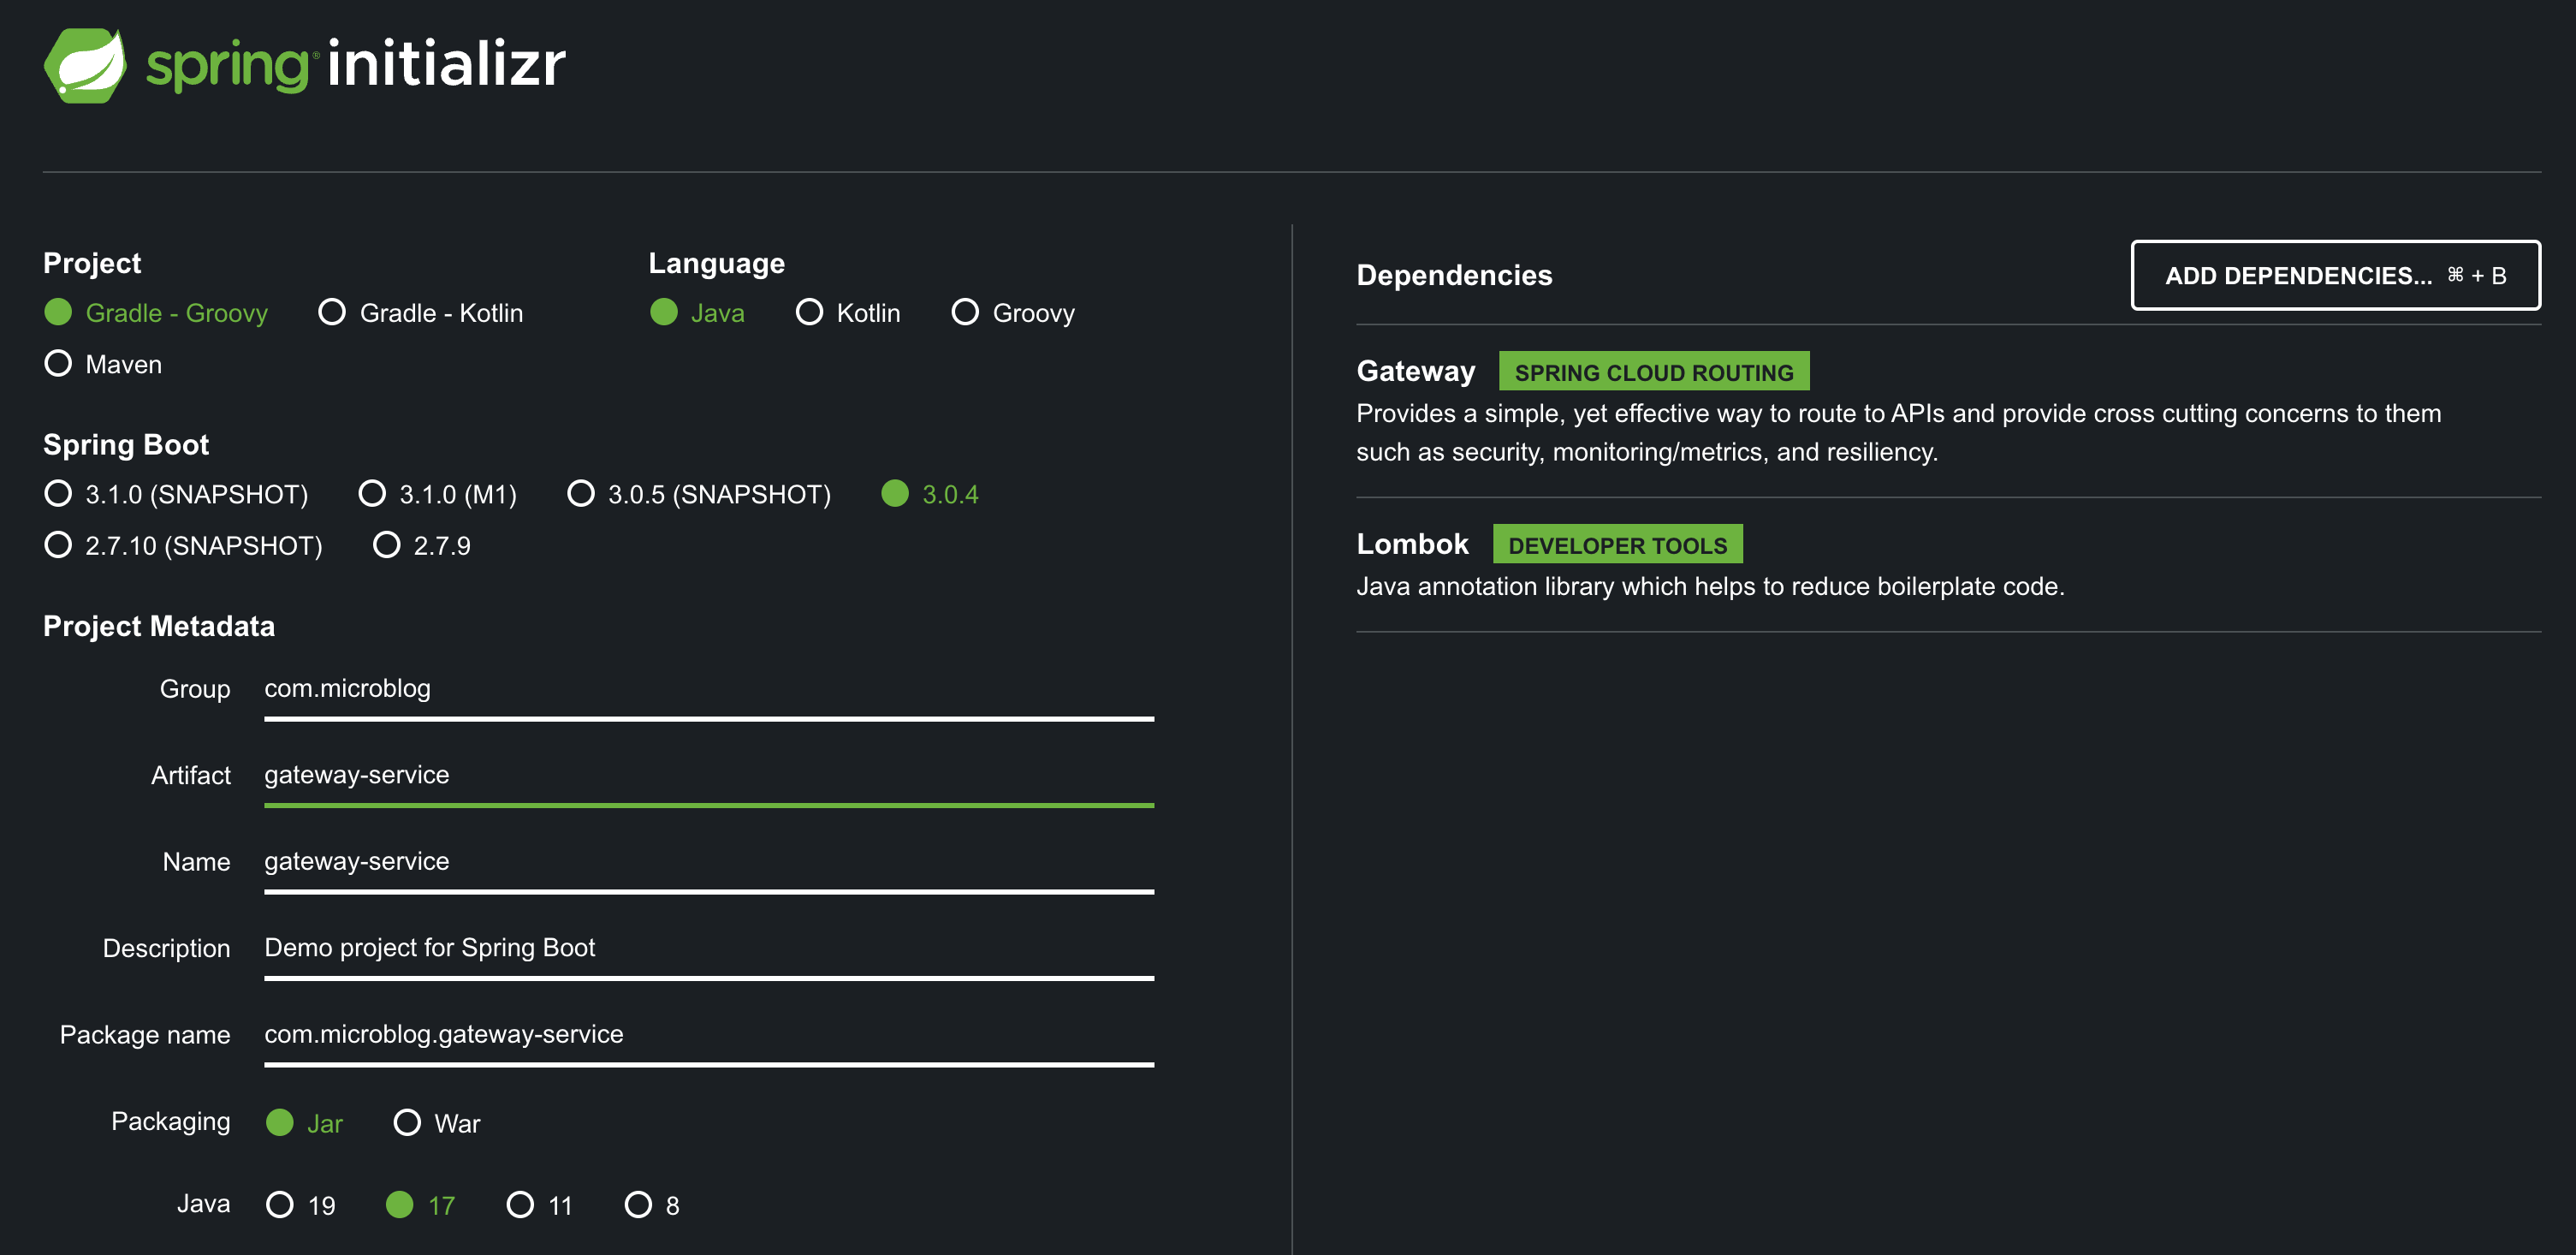 spring® initializr
Project
Gradle - Groovy
Gradle - Kotlin
Maven
Language
Java
Kotlin
Groovy
Spring Boot
3.1.0 (SNAPSHOT)
3.1.0 (M1)
3.0.5 (SNAPSHOT)
3.0.4
2.7.10 (SNAPSHOT)
2.7.9
Project Metadata
Group com.microblog
Artifact gateway-service
Name gateway-service
Description Demo project for Spring Boot
Package name com.microblog.gateway-service
Packaging Jar War
Java 19 17 11 8
Dependencies
ADD DEPENDENCIES... ⌘ + B
Gateway SPRING CLOUD ROUTING
Provides a simple, yet effective way to route to APIs and provide cross cutting concerns to them
such as security, monitoring/metrics, and resiliency.
Lombok DEVELOPER TOOLS
Java annotation library which helps to reduce boilerplate code.